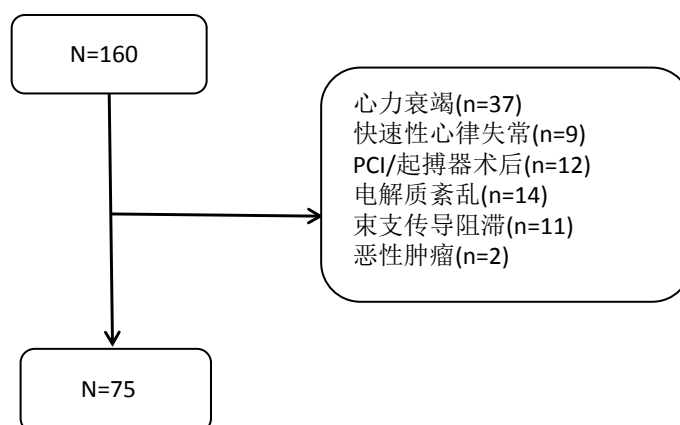 N=160
心力衰竭(n=37)
快速性心律失常(n=9)
PCI/起搏器术后(n=12)
电解质紊乱(n=14)
束支传导阻滞(n=11)
恶性肿瘤(n=2)
N=75